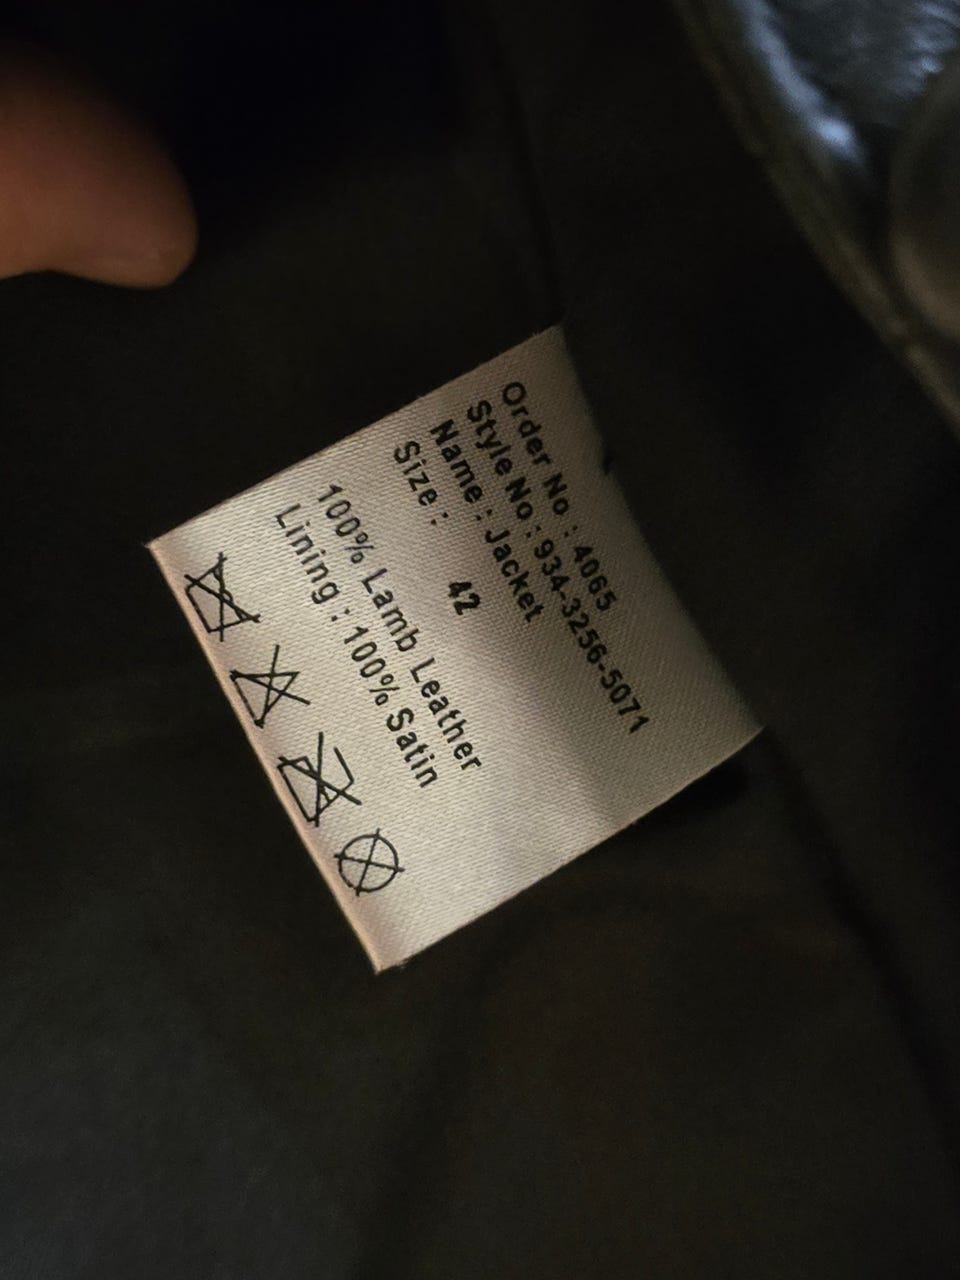 Order No : 4065
Style No : 934-3256-5071
Name : Jacket
Size : 42
100% Lamb Leather
Lining : 100% Satin